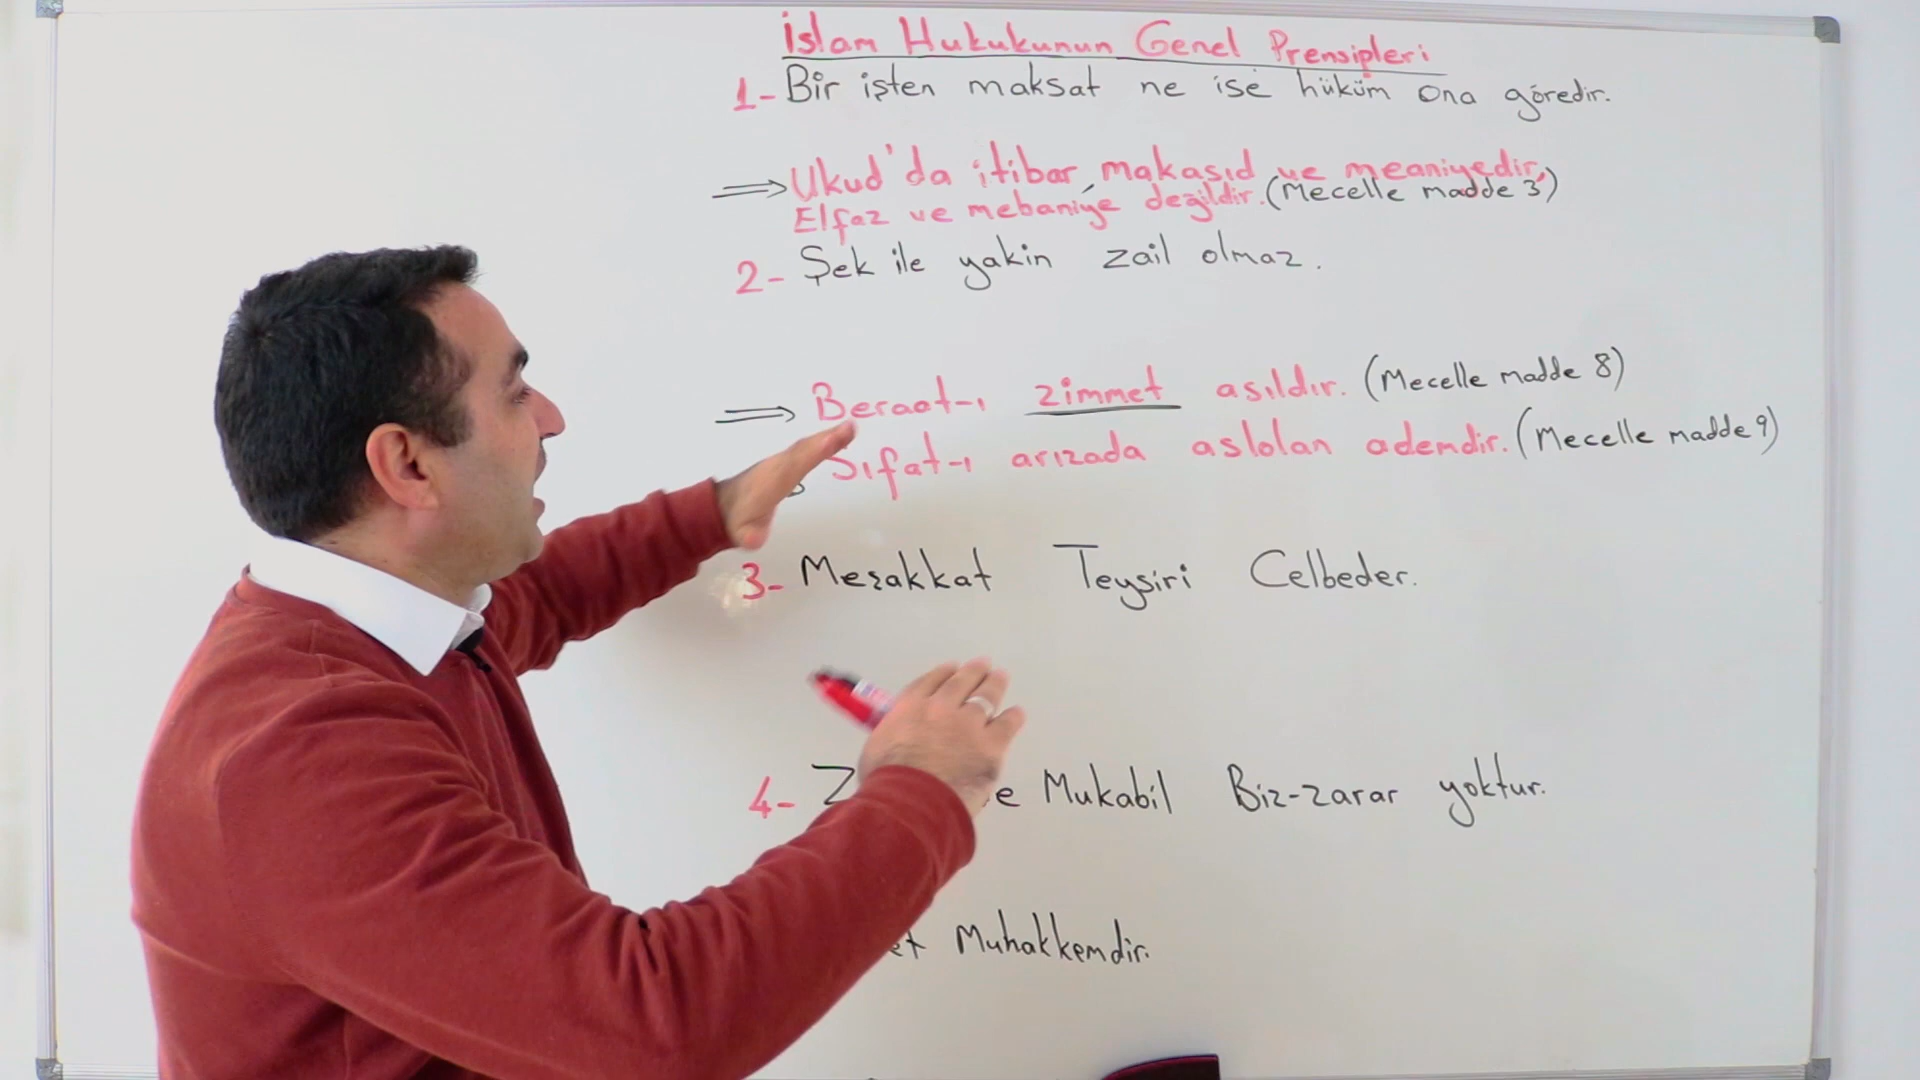 İslam Hukukunun Genel Prensipleri
1- Bir işten maksat ne ise hüküm ona göredir.
⇒ Ukud'da itibar, makasıd ve meaniyedir,
Elfaz ve mebaniye değildir. (Mecelle madde 3)
2- Şek ile yakin zail olmaz.
⇒ Beraat-ı zimmet asıldır. (Mecelle madde 8)
Sıfat-ı arızada aslolan ademdir. (Mecelle madde 9)
3- Meşakkat Teysiri Celbeder.
4- Mukabil Biz-zarar yoktur.
Muhakkemdir.